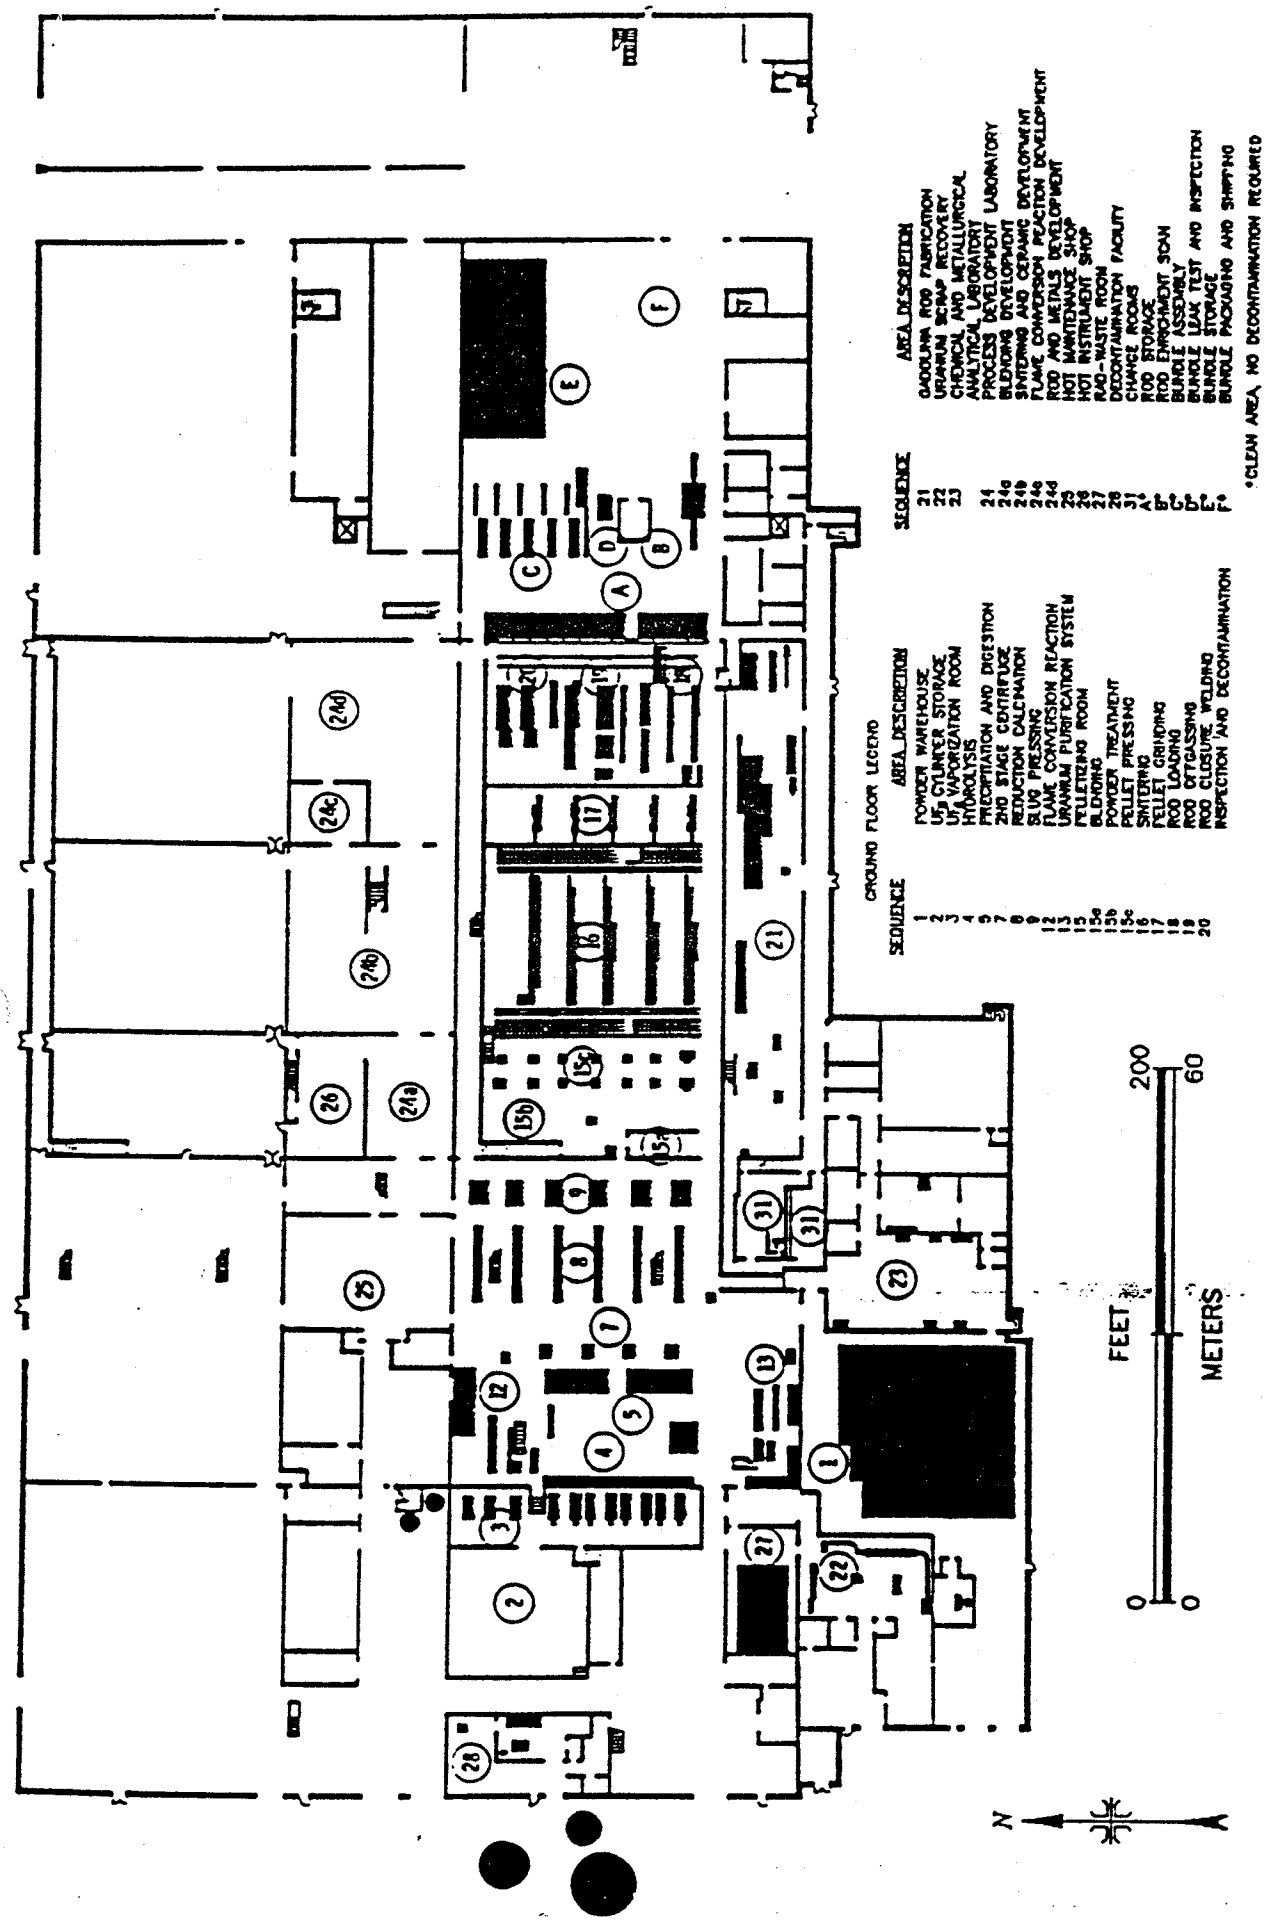 GROUND FLOOR LEGEND
SEQUENCE AREA DESCRIPTION
1 POWDER WAREHOUSE
2 UF6 CYLINDER STORAGE
3 UF6 VAPORIZATION ROOM
4 HYDROLYSIS
5 PRECIPITATION AND DIGESTION
7 2ND STAGE CENTRIFUGE
8 REDUCTION CALCINATION
9 SLUG PRESSING
12 FLAME CONVERSION REACTION
13 URANIUM PURIFICATION SYSTEM
15 PELLETIZING ROOM
15a BLENDING
15b POWDER TREATMENT
15c PELLET PRESSING
16 SINTERING
17 PELLET GRINDING
18 ROD LOADING
19 ROD OFFGASSING
20 ROD CLOSURE WELDING
INSPECTION AND DECONTAMINATION
SEQUENCE AREA DESCRIPTION
21 GADOLINIA ROD FABRICATION
22 URANIUM SCRAP RECOVERY
23 CHEMICAL AND METALLURGICAL
ANALYTICAL LABORATORY
24 PROCESS DEVELOPMENT LABORATORY
24a BLENDING DEVELOPMENT
24b SINTERING AND CERAMIC DEVELOPMENT
24c FLAME CONVERSION REACTION DEVELOPMENT
24d ROD AND METALS DEVELOPMENT
25 HOT MAINTENANCE SHOP
26 HOT INSTRUMENT SHOP
27 RAD-WASTE ROOM
28 DECONTAMINATION FACILITY
31 CHANGE ROOMS
A* ROD STORAGE
B* ROD ENRICHMENT SCAN
C* BUNDLE ASSEMBLY
D* BUNDLE LEAK TEST AND INSPECTION
E* BUNDLE STORAGE
F* BUNDLE PACKAGING AND SHIPPING
*CLEAN AREA, NO DECONTAMINATION REQUIRED
28
2
3
12
4
5
7
8
9
25
26
24a
24b
24c
24d
15b
15c
15a
16
17
20
19
18
A
B
C
D
E
F
21
31
31
13
27
22
1
23
N
FEET
0 200
0 60
METERS